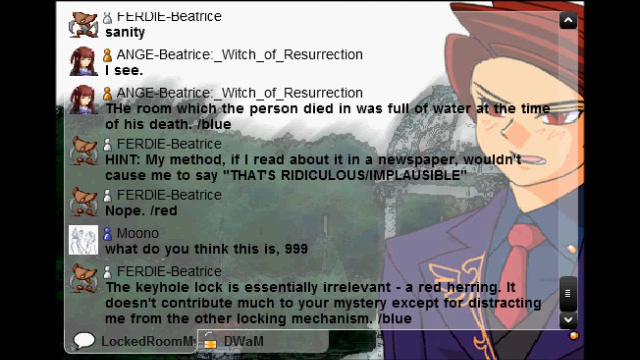 FERDIE-Beatrice
sanity
ANGE-Beatrice:_Witch_of_Resurrection
I see.
ANGE-Beatrice:_Witch_of_Resurrection
THe room which the person died in was full of water at the time
of his death. /blue
FERDIE-Beatrice
HINT: My method, if I read about it in a newspaper, wouldn't
cause me to say "THAT'S RIDICULOUS/IMPLAUSIBLE"
FERDIE-Beatrice
Nope. /red
Moono
what do you think this is, 999
FERDIE-Beatrice
The keyhole lock is essentially irrelevant - a red herring. It
doesn't contribute much to your mystery except for distracting
me from the other locking mechanism. /blue
LockedRoomM
DWaM